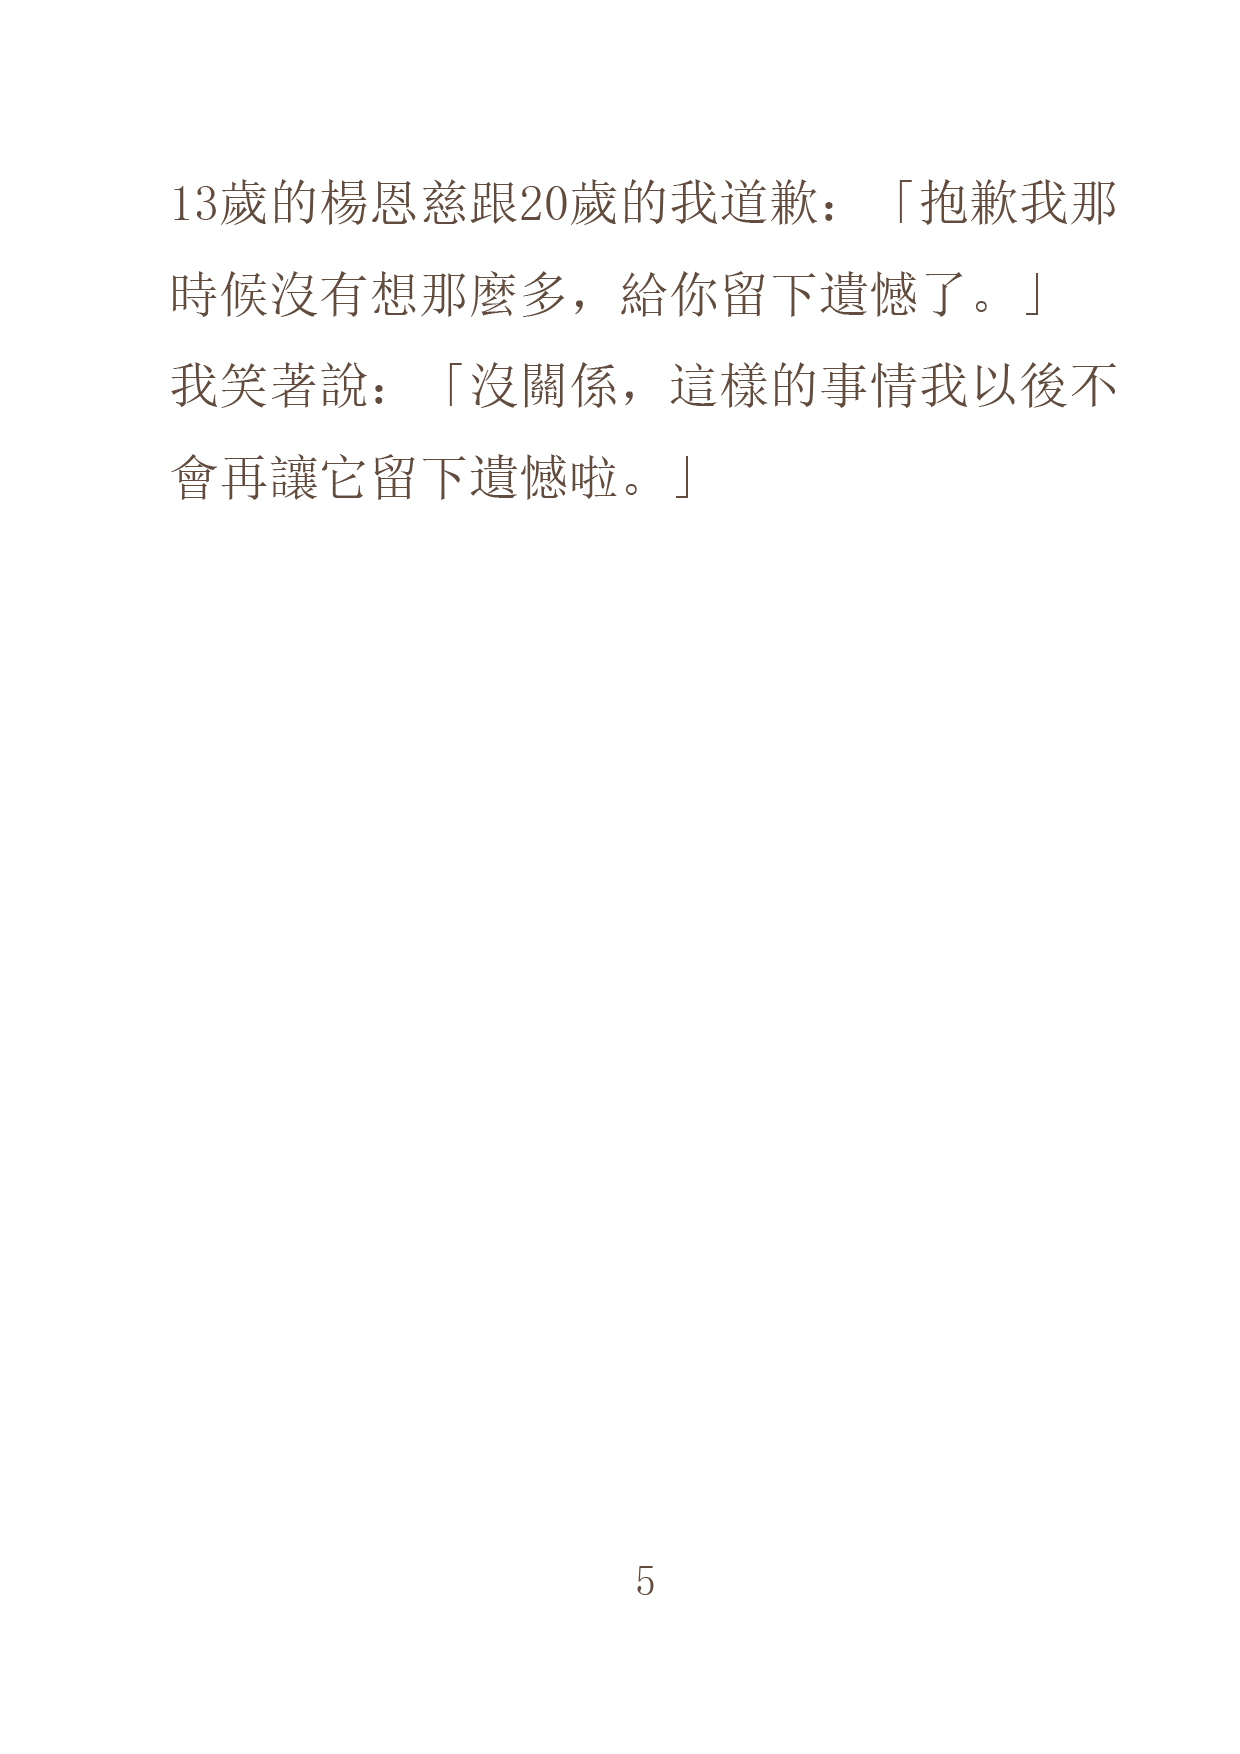 13歲的楊恩慈跟20歲的我道歉：「抱歉我那
時候沒有想那麼多，給你留下遺憾了。」
我笑著說：「沒關係，這樣的事情我以後不
會再讓它留下遺憾啦。」
5